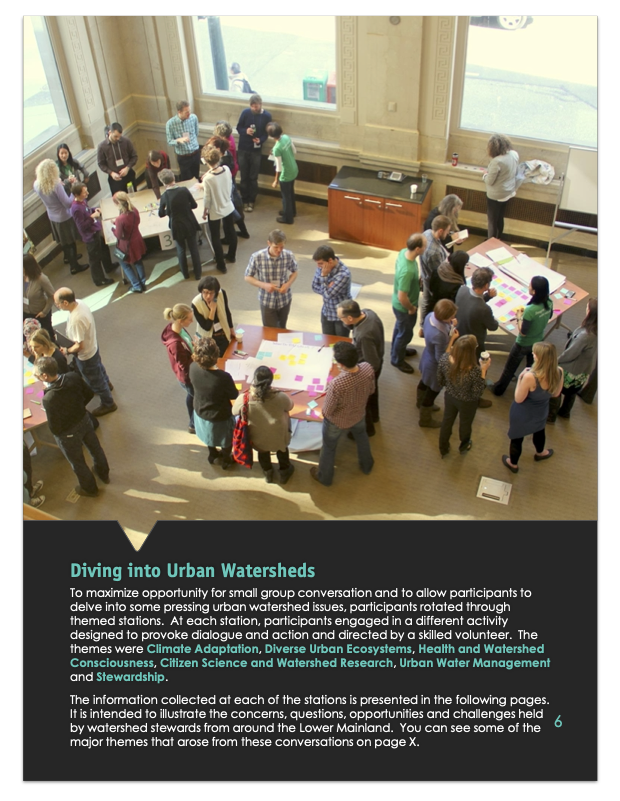 Diving into Urban Watersheds
To maximize opportunity for small group conversation and to allow participants to
delve into some pressing urban watershed issues, participants rotated through
themed stations.  At each station, participants engaged in a different activity
designed to provoke dialogue and action and directed by a skilled volunteer.  The
themes were Climate Adaptation, Diverse Urban Ecosystems, Health and Watershed
Consciousness, Citizen Science and Watershed Research, Urban Water Management
and Stewardship.
The information collected at each of the stations is presented in the following pages.
It is intended to illustrate the concerns, questions, opportunities and challenges held
by watershed stewards from around the Lower Mainland.  You can see some of the
major themes that arose from these conversations on page X.
6